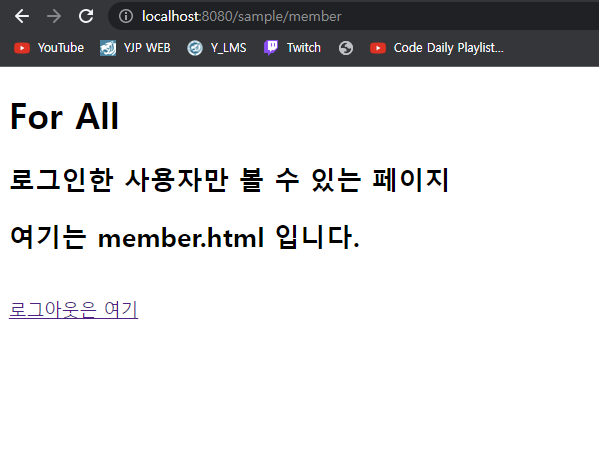 localhost:8080/sample/member
YouTube YJP WEB Y_LMS Twitch Code Daily Playlist...
For All
로그인한 사용자만 볼 수 있는 페이지
여기는 member.html 입니다.
로그아웃은 여기